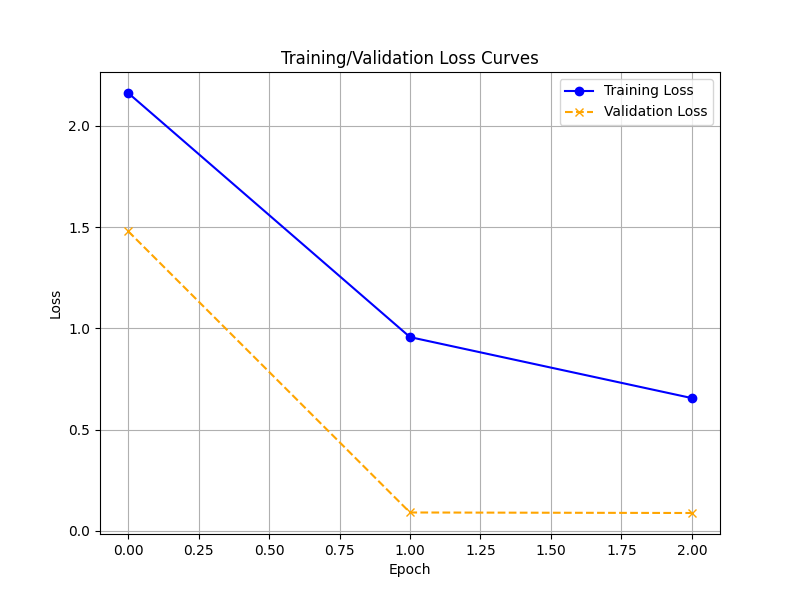 Training/Validation Loss Curves
Training Loss
Validation Loss
Loss
2.0
1.5
1.0
0.5
0.0
0.00 0.25 0.50 0.75 1.00 1.25 1.50 1.75 2.00
Epoch